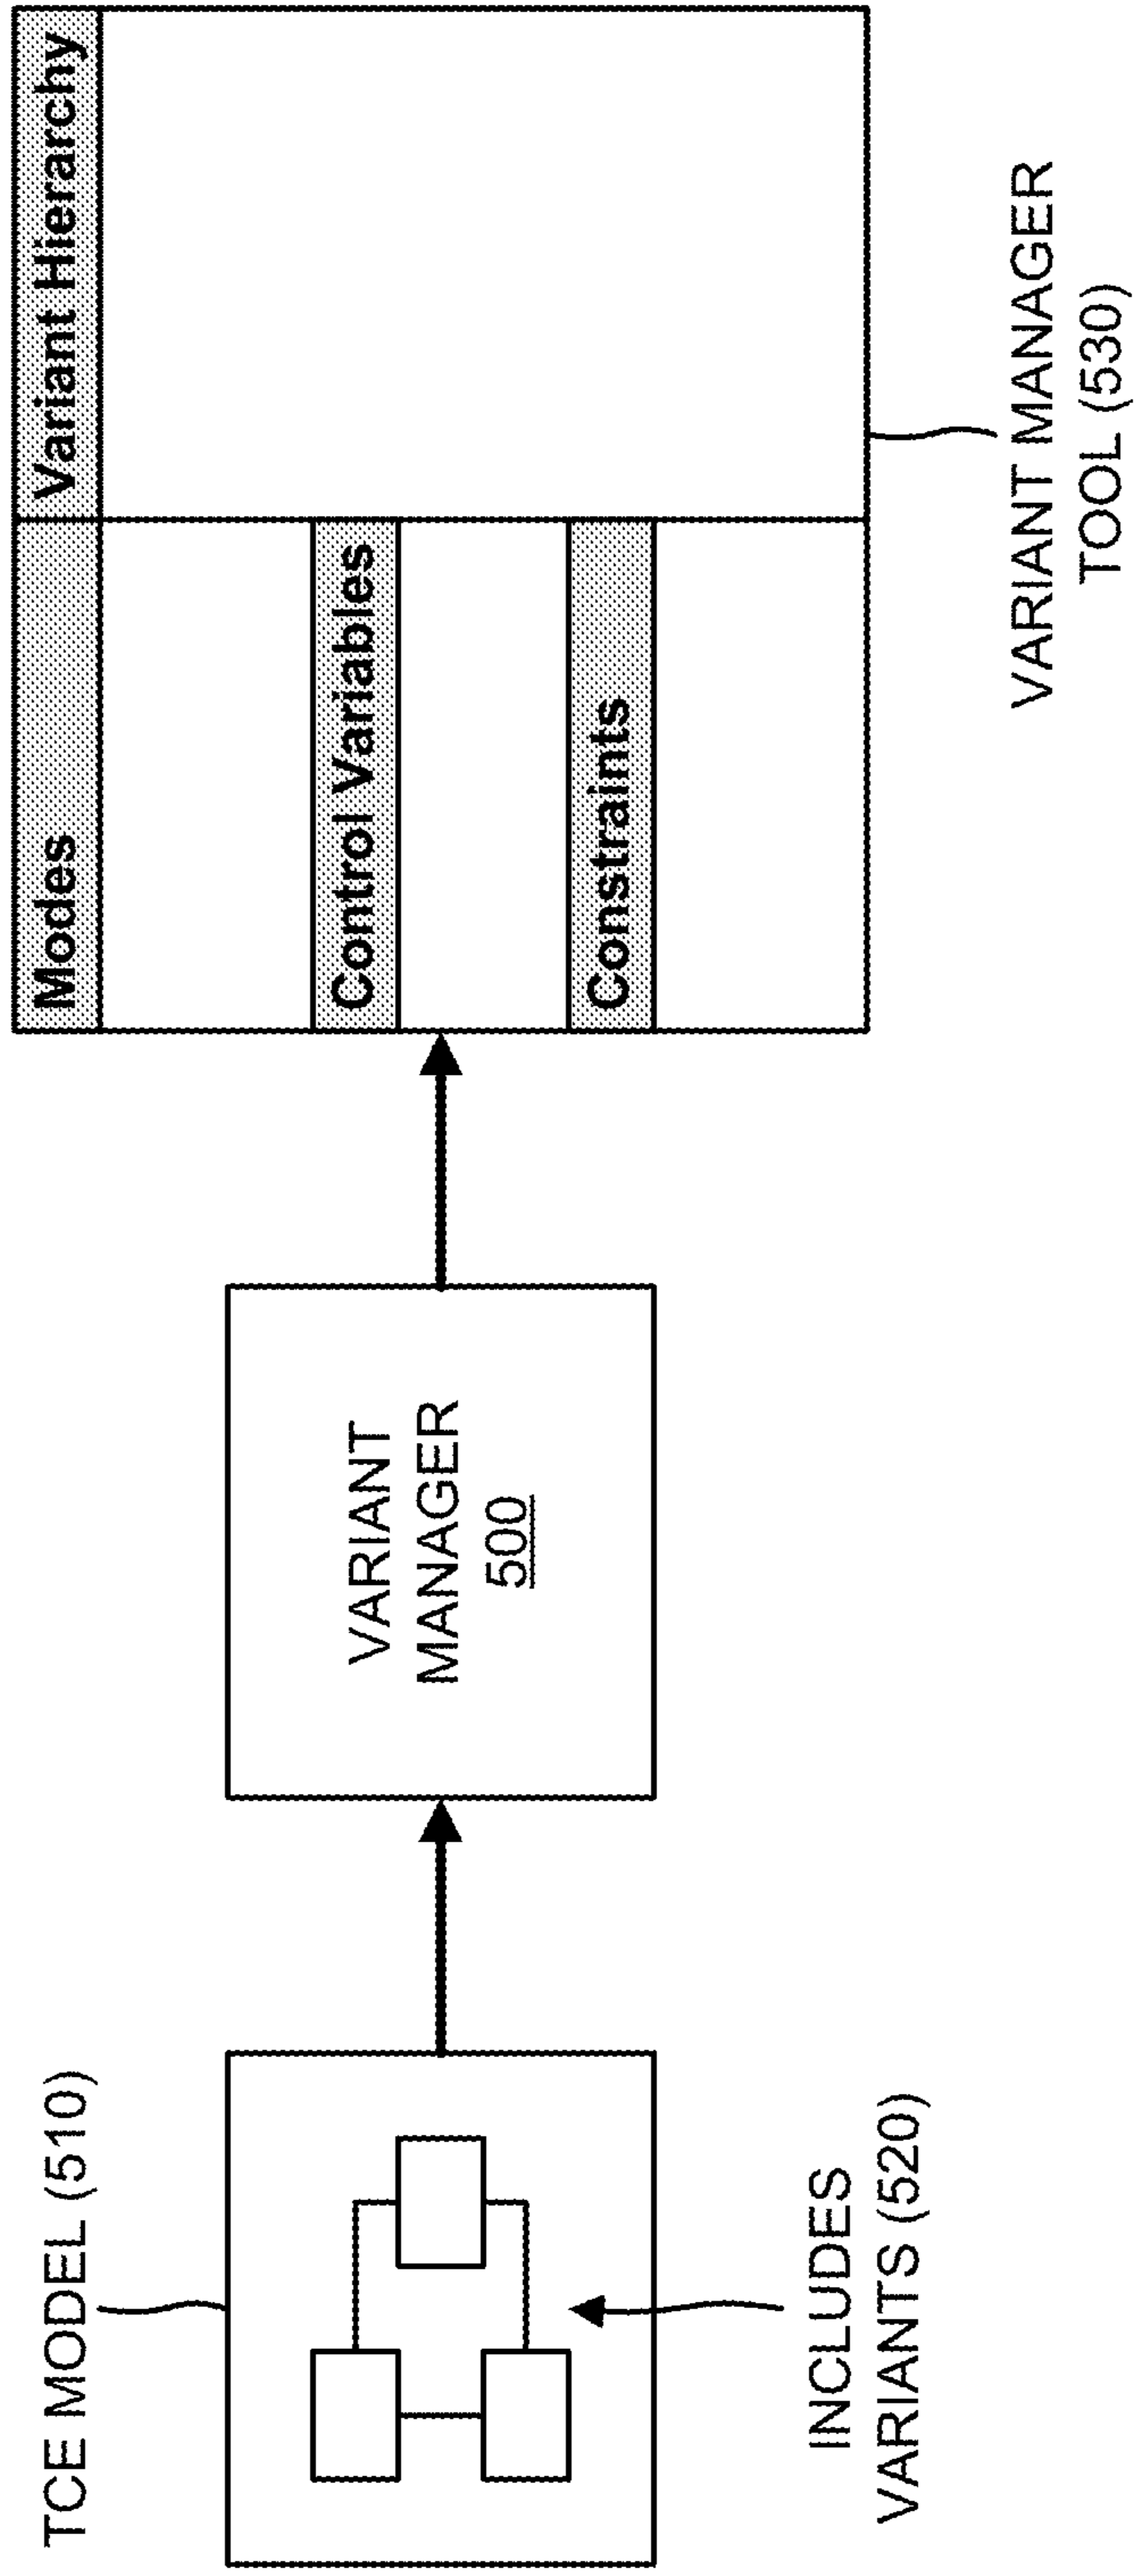 TCE MODEL (510)
INCLUDES
VARIANTS (520)
VARIANT
MANAGER
500
Modes
Variant Hierarchy
Control Variables
Constraints
VARIANT MANAGER
TOOL (530)